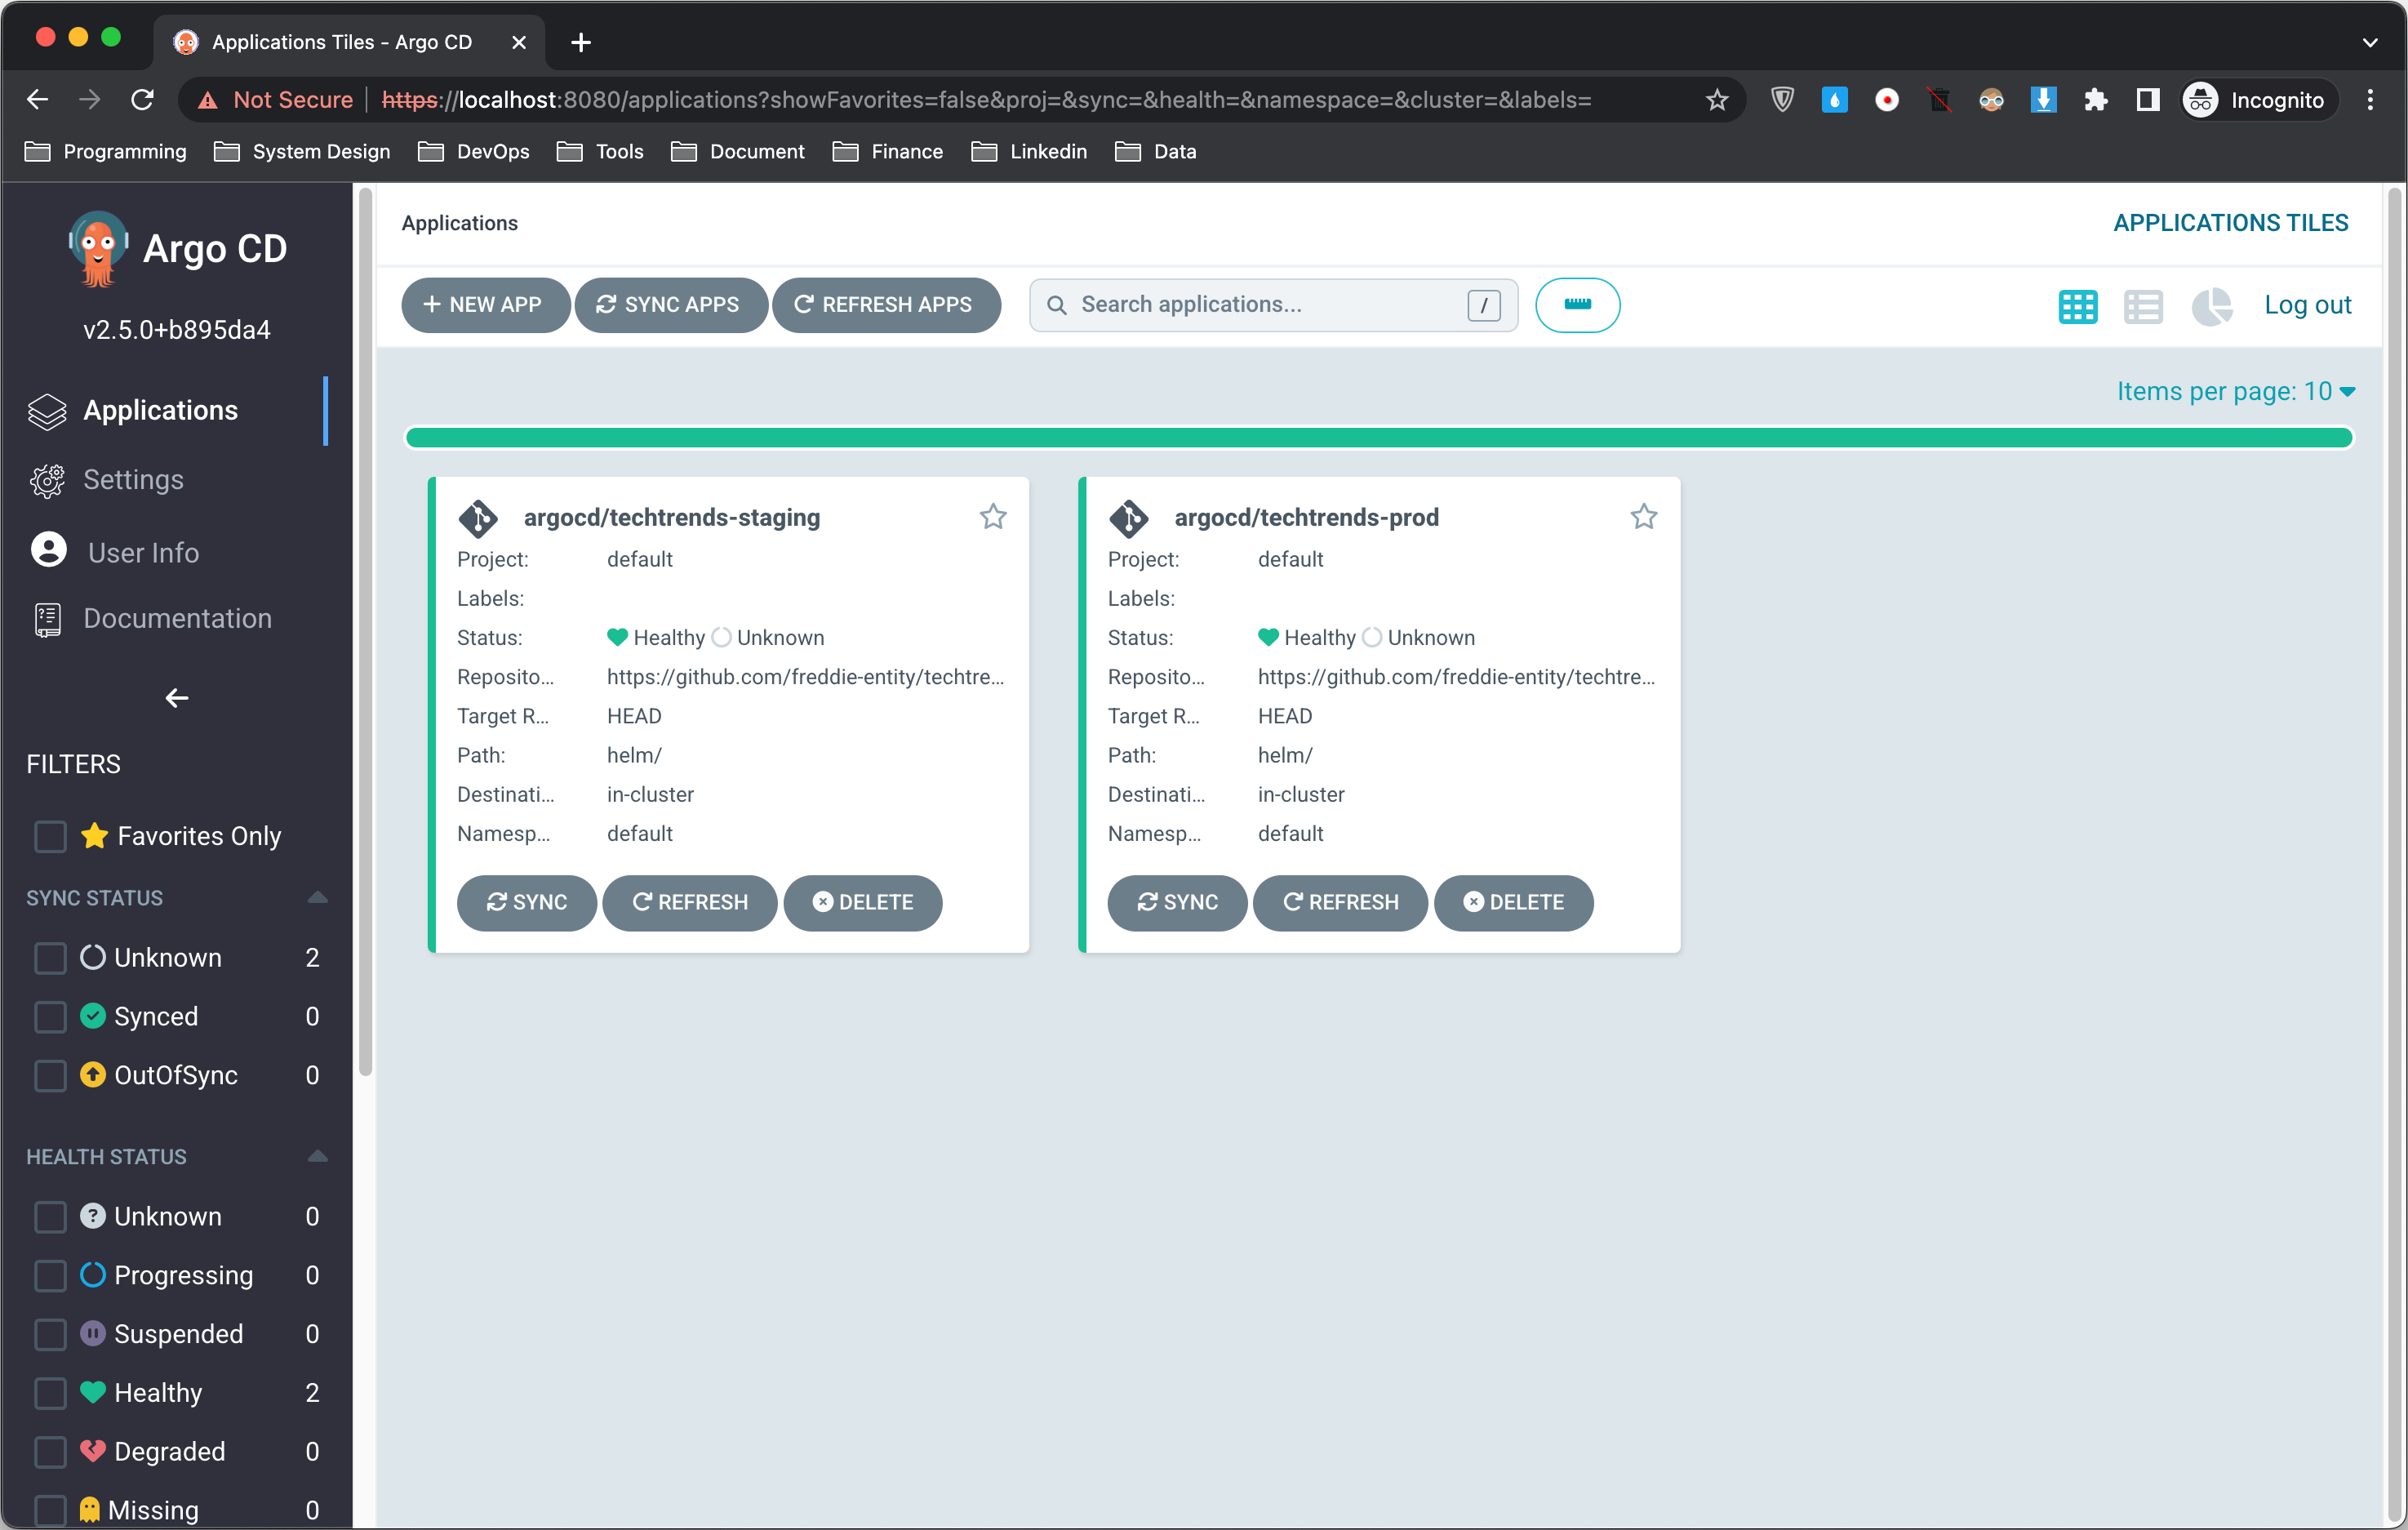 Applications Tiles - Argo CD
Not Secure https://localhost:8080/applications?showFavorites=false&proj=&sync=&health=&namespace=&cluster=&labels=
Incognito
Programming System Design DevOps Tools Document Finance Linkedin Data
Argo CD
v2.5.0+b895da4
Applications
Settings
User Info
Documentation
FILTERS
Favorites Only
SYNC STATUS
Unknown 2
Synced 0
OutOfSync 0
HEALTH STATUS
Unknown 0
Progressing 0
Suspended 0
Healthy 2
Degraded 0
Missing 0
Applications APPLICATIONS TILES
NEW APP SYNC APPS REFRESH APPS Search applications... / Log out
Items per page: 10
argocd/techtrends-staging
Project: default
Labels:
Status: Healthy Unknown
Reposito... https://github.com/freddie-entity/techtre...
Target R... HEAD
Path: helm/
Destinati... in-cluster
Namesp... default
SYNC REFRESH DELETE
argocd/techtrends-prod
Project: default
Labels:
Status: Healthy Unknown
Reposito... https://github.com/freddie-entity/techtre...
Target R... HEAD
Path: helm/
Destinati... in-cluster
Namesp... default
SYNC REFRESH DELETE